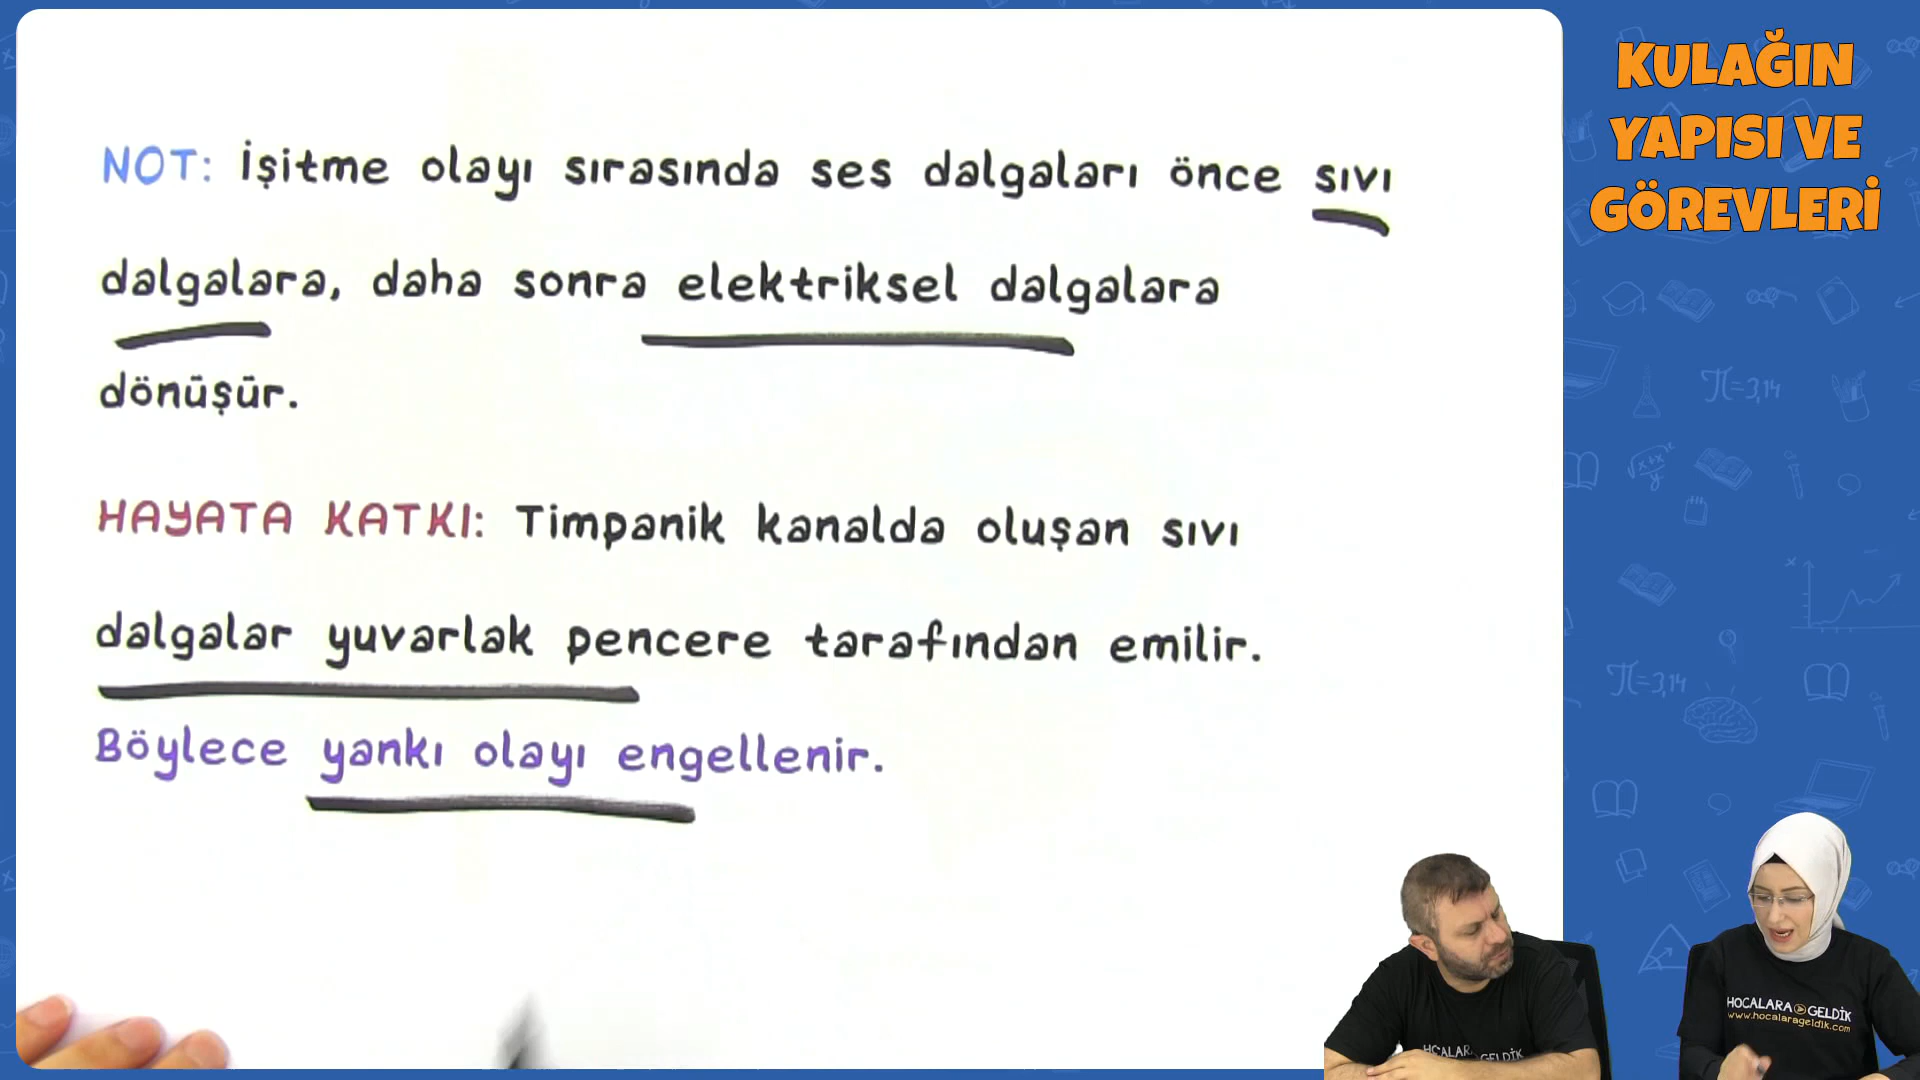 KULAĞIN
YAPISI VE
GÖREVLERİ
NOT: İşitme olayı sırasında ses dalgaları önce sıvı
dalgalara, daha sonra elektriksel dalgalara
dönüşür.
HAYATA KATKI: Timpanik kanalda oluşan sıvı
dalgalar yuvarlak pencere tarafından emilir.
Böylece yankı olayı engellenir.
π=3,14
π=3,14
HOCALARA GELDİK
www.hocalarageldik.com